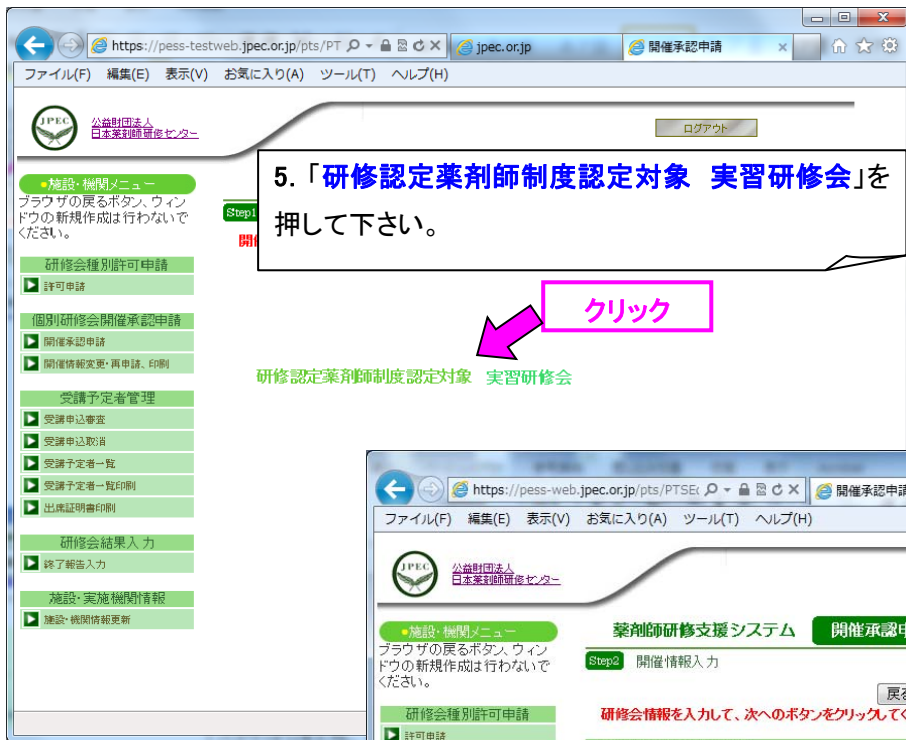 https://pess-testweb.jpec.or.jp/pts/PT
jpec.or.jp
開催承認申請
ファイル(F) 編集(E) 表示(V) お気に入り(A) ツール(T) ヘルプ(H)
JPEC
公益財団法人
日本薬剤師研修センター
ログアウト
●施設・機関メニュー
ブラウザの戻るボタン、ウィン
ドウの新規作成は行わないで
ください。
研修会種別許可申請
許可申請
個別研修会開催承認申請
開催承認申請
開催情報変更・再申請、印刷
受講予定者管理
受講申込審査
受講申込取消
受講予定者一覧
受講予定者一覧印刷
出席証明書印刷
研修会結果入力
終了報告入力
施設・実施機関情報
施設・機関情報更新
Step1
開催
5.「研修認定薬剤師制度認定対象 実習研修会」を
押して下さい。
クリック
研修認定薬剤師制度認定対象 実習研修会
https://pess-web.jpec.or.jp/pts/PTSE
開催承認申請
ファイル(F) 編集(E) 表示(V) お気に入り(A) ツール(T) ヘルプ(H)
JPEC
公益財団法人
日本薬剤師研修センター
●施設・機関メニュー
ブラウザの戻るボタン、ウィン
ドウの新規作成は行わないで
ください。
研修会種別許可申請
許可申請
薬剤師研修支援システム
開催承認申
Step2 開催情報入力
戻る
研修会情報を入力して、次へのボタンをクリックしてく